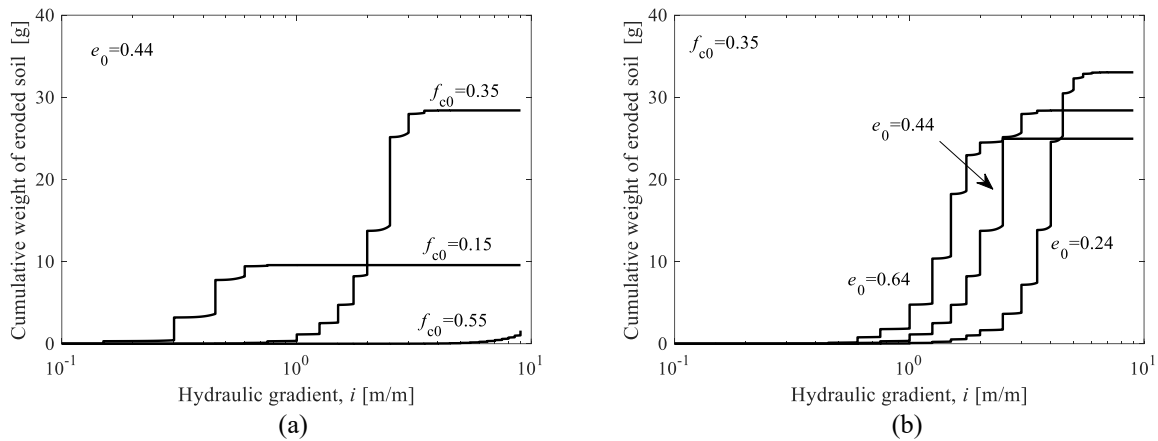 40
30
20
10
0
Cumulative weight of eroded soil [g]
e0=0.44
fc0=0.35
fc0=0.15
fc0=0.55
10-1
100
101
Hydraulic gradient, i [m/m]
(a)
40
30
20
10
0
Cumulative weight of eroded soil [g]
fc0=0.35
e0=0.44
e0=0.64
e0=0.24
10-1
100
101
Hydraulic gradient, i [m/m]
(b)